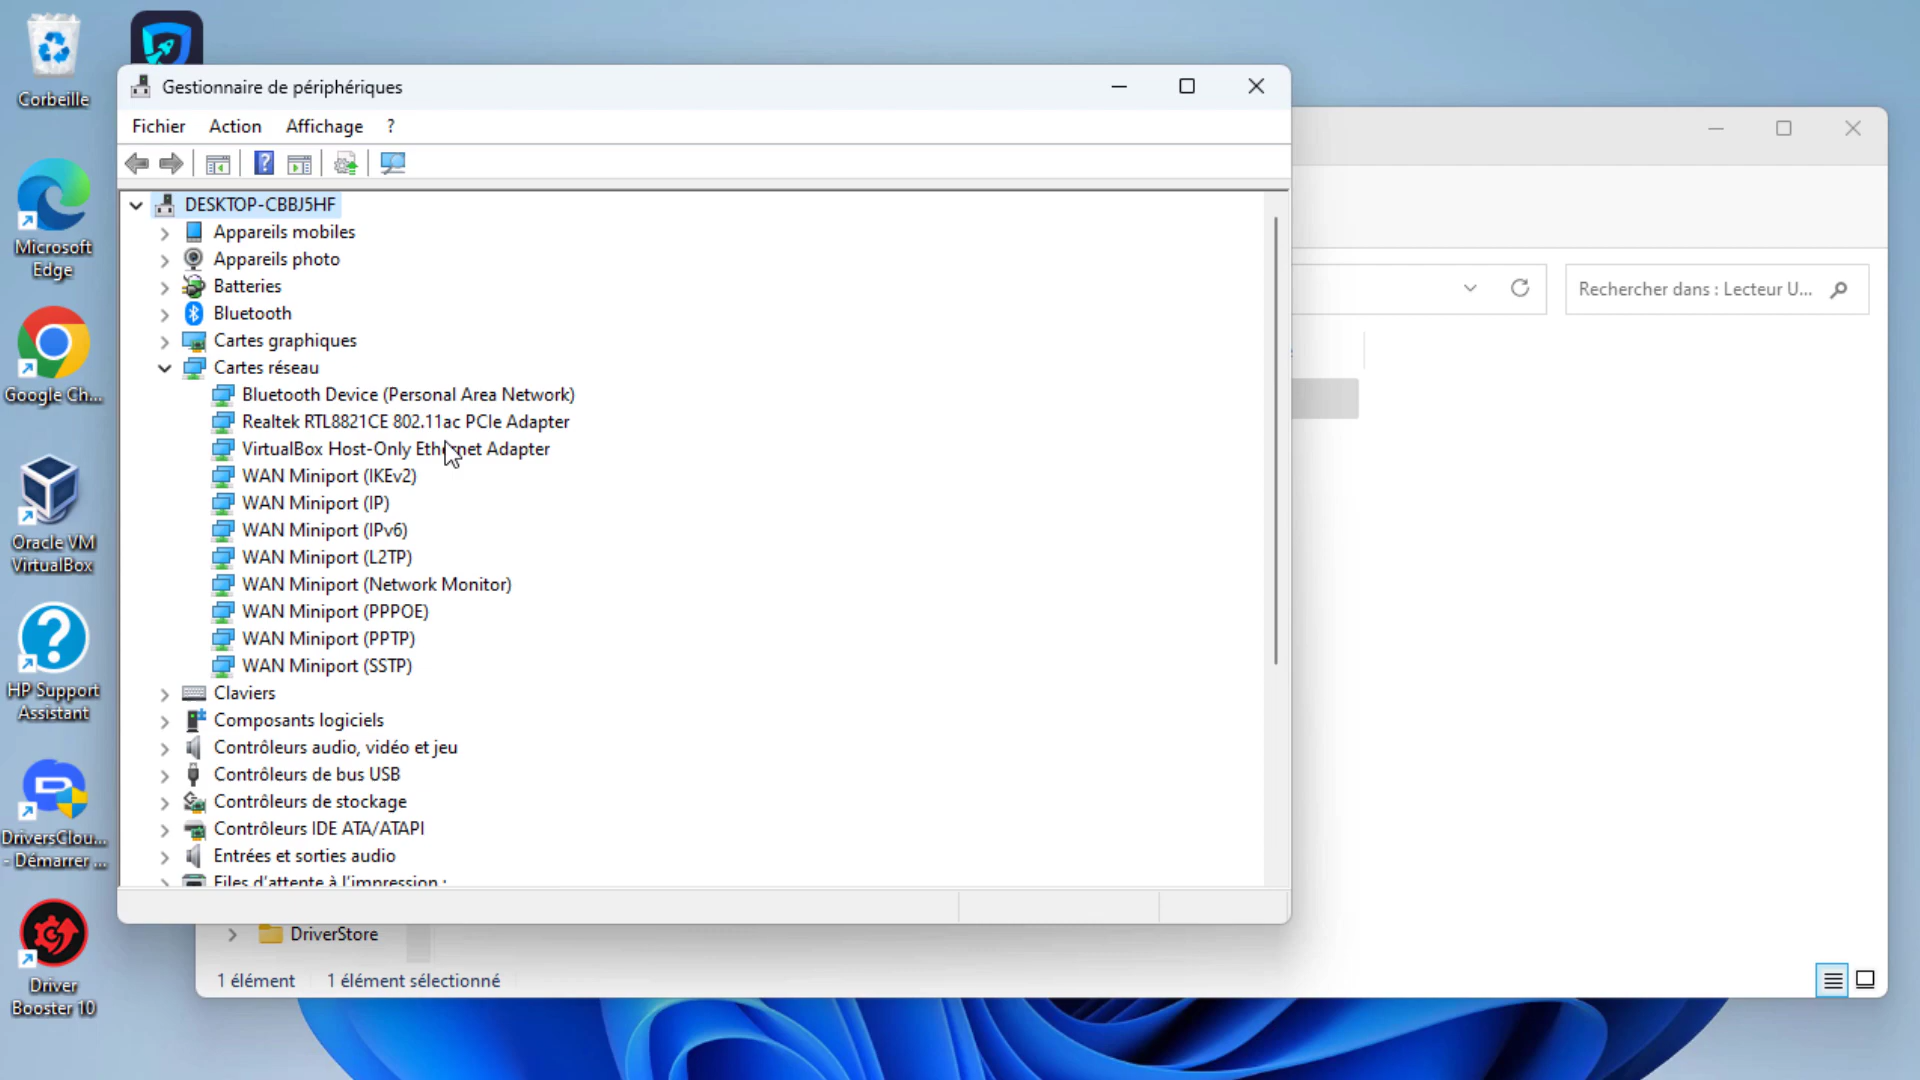 Corbeille
Microsoft
Edge
Google Ch...
Oracle VM
VirtualBox
HP Support
Assistant
DriversClou...
- Démarrer ...
Driver
Booster 10
Gestionnaire de périphériques
Fichier Action Affichage ?
DESKTOP-CBBJ5HF
Appareils mobiles
Appareils photo
Batteries
Bluetooth
Cartes graphiques
Cartes réseau
Bluetooth Device (Personal Area Network)
Realtek RTL8821CE 802.11ac PCIe Adapter
VirtualBox Host-Only Ethernet Adapter
WAN Miniport (IKEv2)
WAN Miniport (IP)
WAN Miniport (IPv6)
WAN Miniport (L2TP)
WAN Miniport (Network Monitor)
WAN Miniport (PPPOE)
WAN Miniport (PPTP)
WAN Miniport (SSTP)
Claviers
Composants logiciels
Contrôleurs audio, vidéo et jeu
Contrôleurs de bus USB
Contrôleurs de stockage
Contrôleurs IDE ATA/ATAPI
Entrées et sorties audio
Files d'attente à l'impression :
Rechercher dans : Lecteur U...
DriverStore
1 élément 1 élément sélectionné